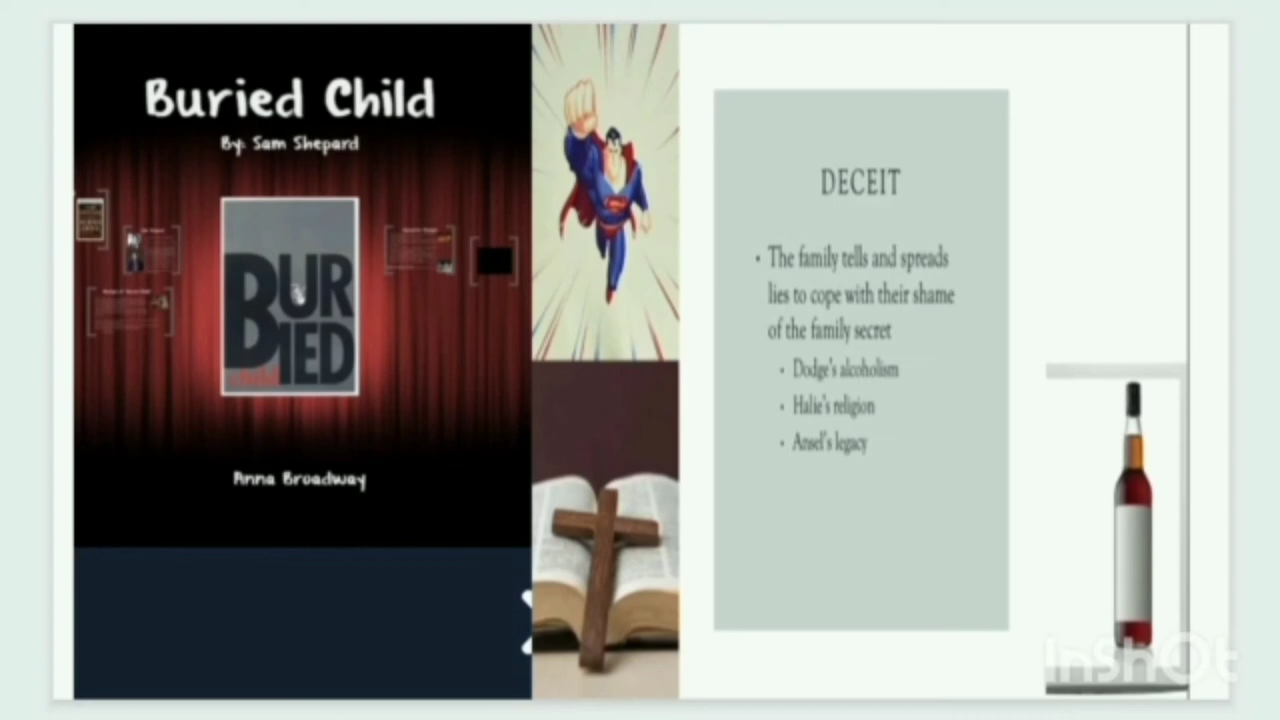 Buried Child
By: Sam Shepard
BURIED
child
Anna Broadway
DECEIT
• The family tells and spreads
lies to cope with their shame
of the family secret
• Dodge's alcoholism
• Halie's religion
• Ansel's legacy
InShOt